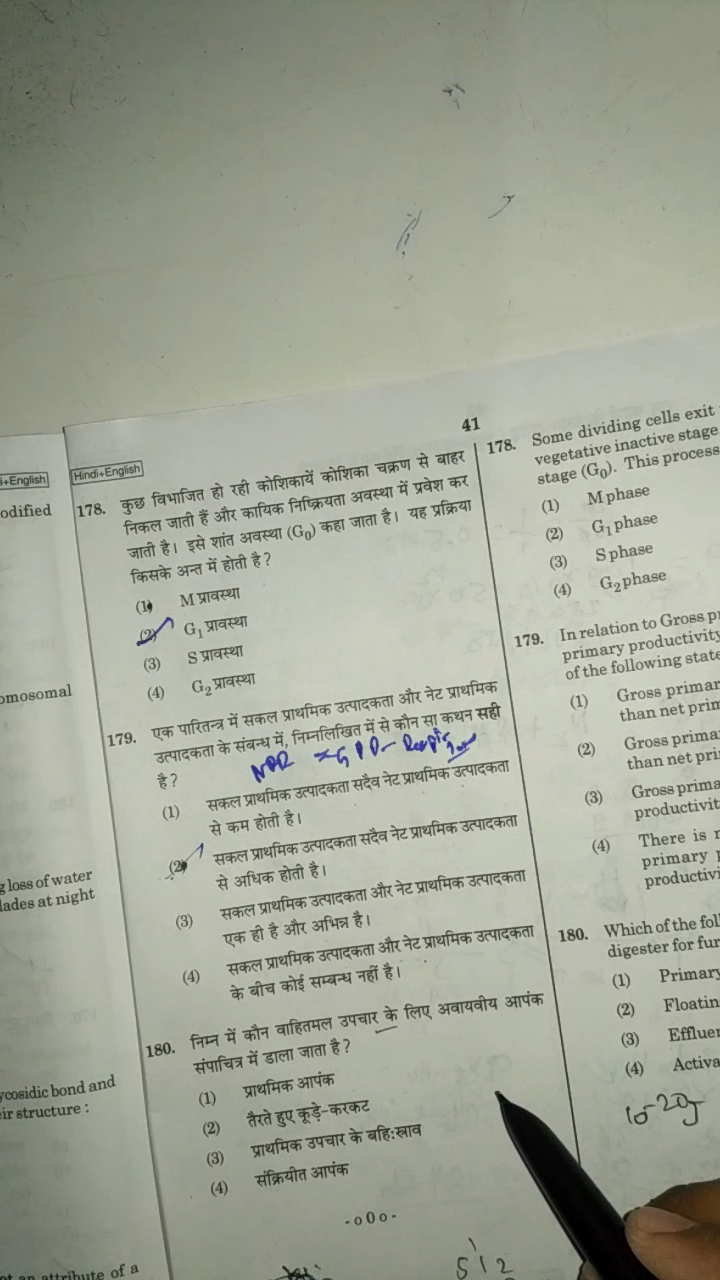 i+English
odified
omosomal
g loss of water
lades at night
ycosidic bond and
eir structure :
an attribute of a
41
Hindi+English
178. कुछ विभाजित हो रही कोशिकायें कोशिका चक्रण से बाहर
निकल जाती हैं और कायिक निष्क्रियता अवस्था में प्रवेश कर
जाती है। इसे शांत अवस्था (G₀) कहा जाता है। यह प्रक्रिया
किसके अन्त में होती है?
(1) M प्रावस्था
(2) G₁ प्रावस्था
(3) S प्रावस्था
(4) G₂ प्रावस्था
179. एक पारितन्त्र में सकल प्राथमिक उत्पादकता और नेट प्राथमिक
उत्पादकता के संबन्ध में, निम्नलिखित में से कौन सा कथन सही
है?
(1) सकल प्राथमिक उत्पादकता सदैव नेट प्राथमिक उत्पादकता
से कम होती है।
(2) सकल प्राथमिक उत्पादकता सदैव नेट प्राथमिक उत्पादकता
से अधिक होती है।
(3) सकल प्राथमिक उत्पादकता और नेट प्राथमिक उत्पादकता
एक ही है और अभिन्न है।
(4) सकल प्राथमिक उत्पादकता और नेट प्राथमिक उत्पादकता
के बीच कोई सम्बन्ध नहीं है।
180. निम्न में कौन वाहितमल उपचार के लिए अवायवीय आपंक
संपाचित्र में डाला जाता है?
(1) प्राथमिक आपंक
(2) तैरते हुए कूड़े-करकट
(3) प्राथमिक उपचार के बहि:स्राव
(4) संक्रियीत आपंक
-o0o-
512
178. Some dividing cells exit
vegetative inactive stage
stage (G₀). This process
(1) M phase
(2) G₁ phase
(3) S phase
(4) G₂ phase
179. In relation to Gross p
primary productivity
of the following state
(1) Gross primar
than net prim
(2) Gross prima
than net pri
(3) Gross prima
productivit
(4) There is r
primary p
productivi
180. Which of the fol
digester for fur
(1) Primary
(2) Floatin
(3) Effluer
(4) Activa